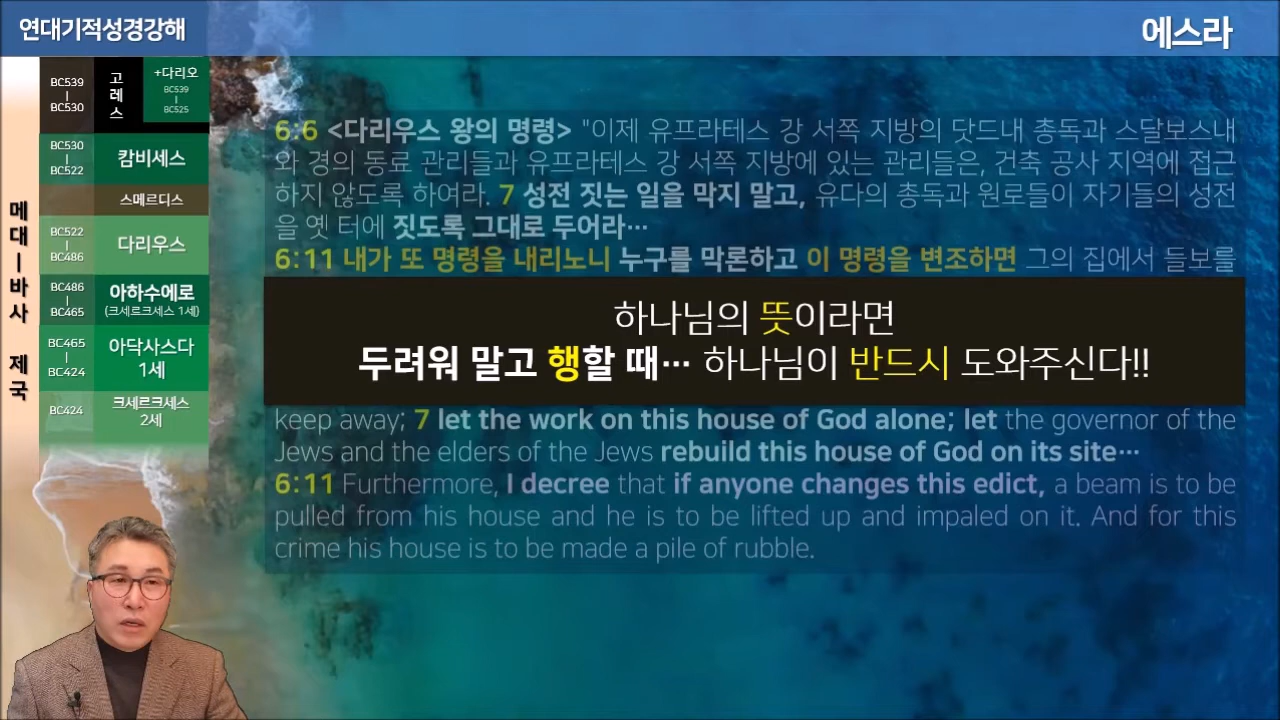 연대기적성경강해
에스라
메대-바사 제국
BC539
|
BC530
고레스
+다리오
BC539
|
BC525
BC530
|
BC522
캄비세스
스메르디스
BC522
|
BC486
다리우스
BC486
|
BC465
아하수에로
(크세르크세스 1세)
BC465
|
BC424
아닥사스다
1세
BC424
크세르크세스
2세
6:6 <다리우스 왕의 명령> "이제 유프라테스 강 서쪽 지방의 닷드내 총독과 스달보스내
와 경의 동료 관리들과 유프라테스 강 서쪽 지방에 있는 관리들은, 건축 공사 지역에 접근
하지 않도록 하여라. 7 성전 짓는 일을 막지 말고, 유다의 총독과 원로들이 자기들의 성전
을 옛 터에 짓도록 그대로 두어라…
6:11 내가 또 명령을 내리노니 누구를 막론하고 이 명령을 변조하면 그의 집에서 들보를
하나님의 뜻이라면
두려워 말고 행할 때… 하나님이 반드시 도와주신다!!
keep away; 7 let the work on this house of God alone; let the governor of the
Jews and the elders of the Jews rebuild this house of God on its site…
6:11 Furthermore, I decree that if anyone changes this edict, a beam is to be
pulled from his house and he is to be lifted up and impaled on it. And for this
crime his house is to be made a pile of rubble.